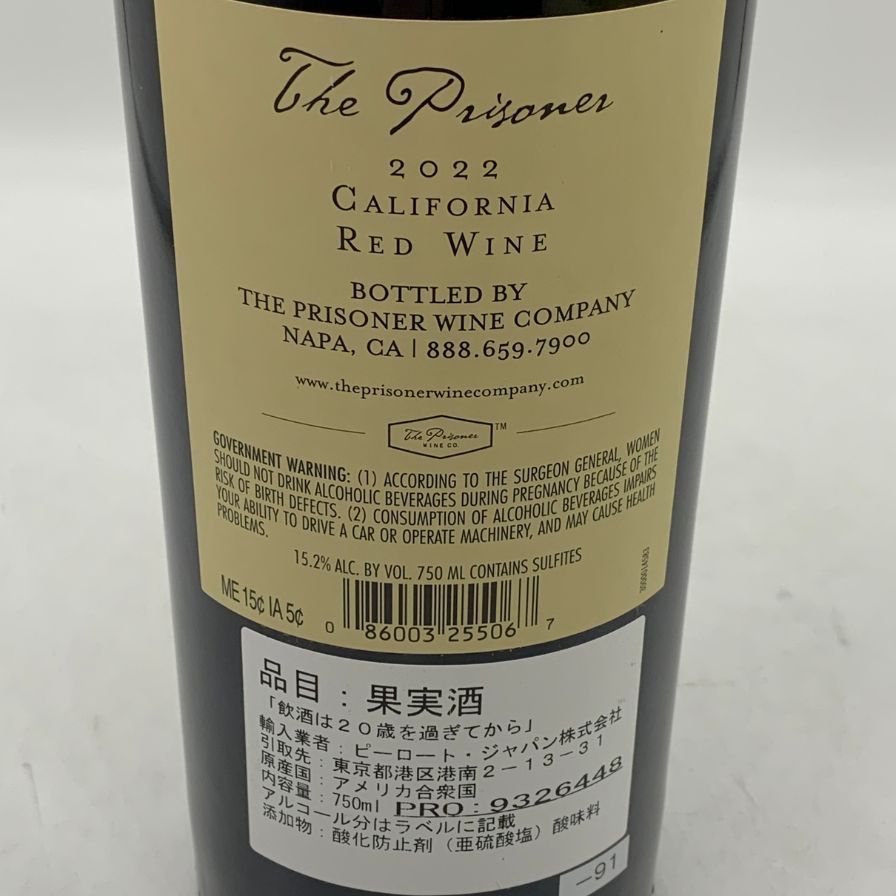 The Prisoner
2022
CALIFORNIA
RED WINE
BOTTLED BY
THE PRISONER WINE COMPANY
NAPA, CA | 888.659.7900
www.theprisonerwinecompany.com
The Prisoner TM
WINE CO.
GOVERNMENT WARNING: (1) ACCORDING TO THE SURGEON GENERAL, WOMEN
SHOULD NOT DRINK ALCOHOLIC BEVERAGES DURING PREGNANCY BECAUSE OF THE
RISK OF BIRTH DEFECTS. (2) CONSUMPTION OF ALCOHOLIC BEVERAGES IMPAIRS
YOUR ABILITY TO DRIVE A CAR OR OPERATE MACHINERY, AND MAY CAUSE HEALTH
PROBLEMS.
15.2% ALC. BY VOL. 750 ML CONTAINS SULFITES
ME 15¢ IA 5¢
0 86003 25506 7
品目：果実酒
「飲酒は２０歳を過ぎてから」
輸入業者：ピーロート・ジャパン株式会社
引取先：東京都港区港南２－１３－３１
原産国：アメリカ合衆国
内容量：750ml PRO：9326448
アルコール分はラベルに記載
添加物：酸化防止剤（亜硫酸塩）酸味料
－91